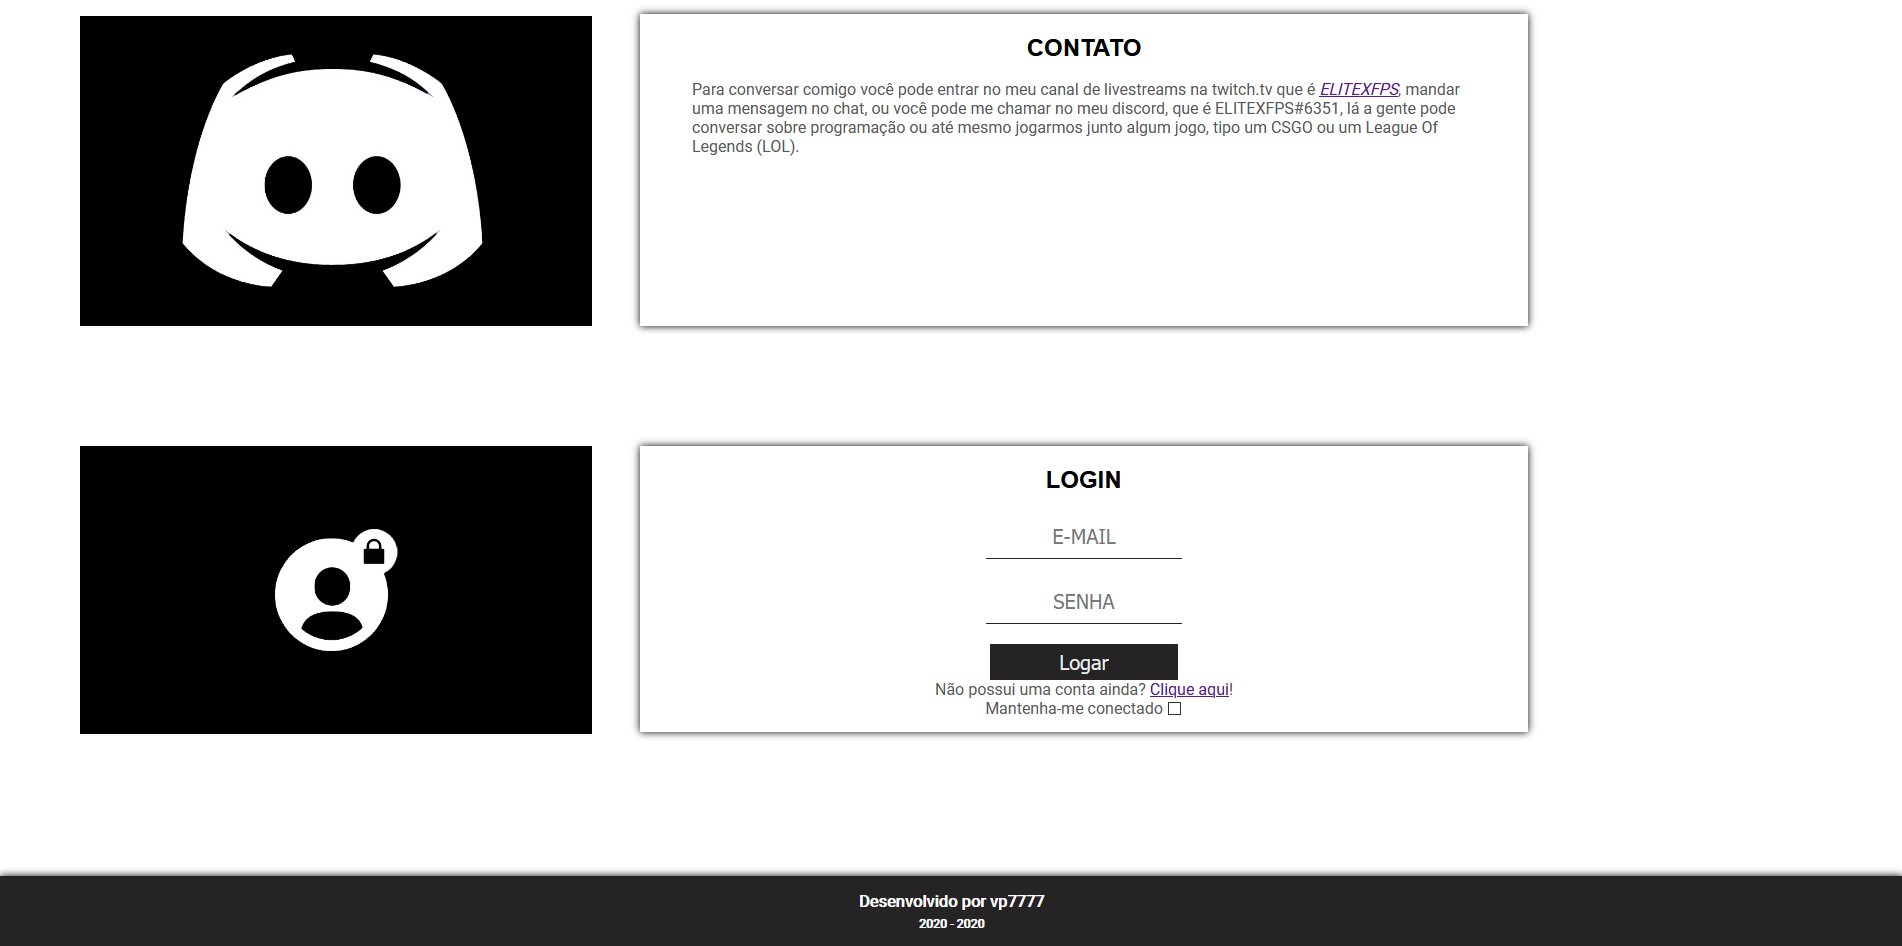 CONTATO
Para conversar comigo você pode entrar no meu canal de livestreams na twitch.tv que é ELITEXFPS, mandar
uma mensagem no chat, ou você pode me chamar no meu discord, que é ELITEXFPS#6351, lá a gente pode
conversar sobre programação ou até mesmo jogarmos junto algum jogo, tipo um CSGO ou um League Of
Legends (LOL).
LOGIN
E-MAIL
SENHA
Logar
Não possui uma conta ainda? Clique aqui!
Mantenha-me conectado
Desenvolvido por vp7777
2020 - 2020